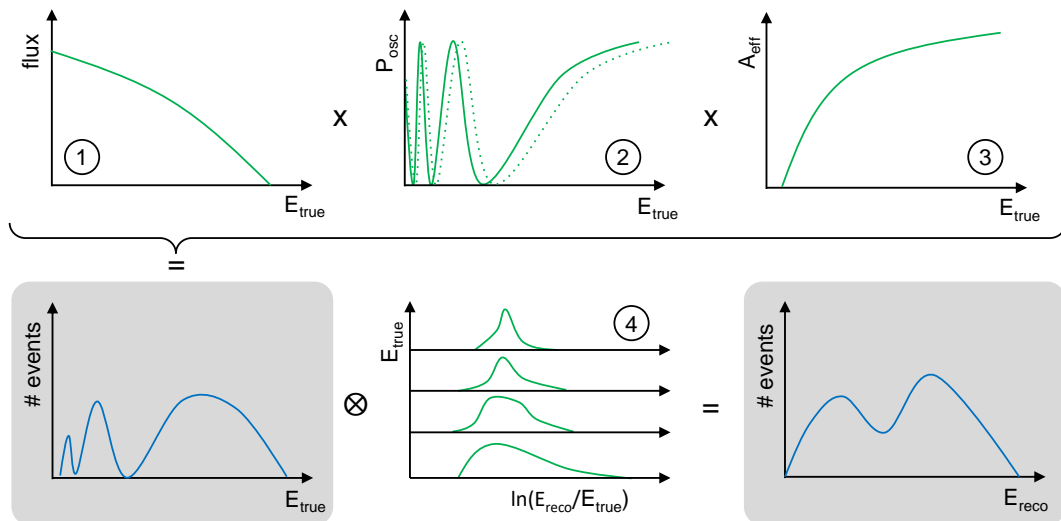 flux
1
E_true
x
P_osc
2
E_true
x
A_eff
3
E_true
=
# events
E_true
⊗
E_true
4
ln(E_reco/E_true)
=
# events
E_reco